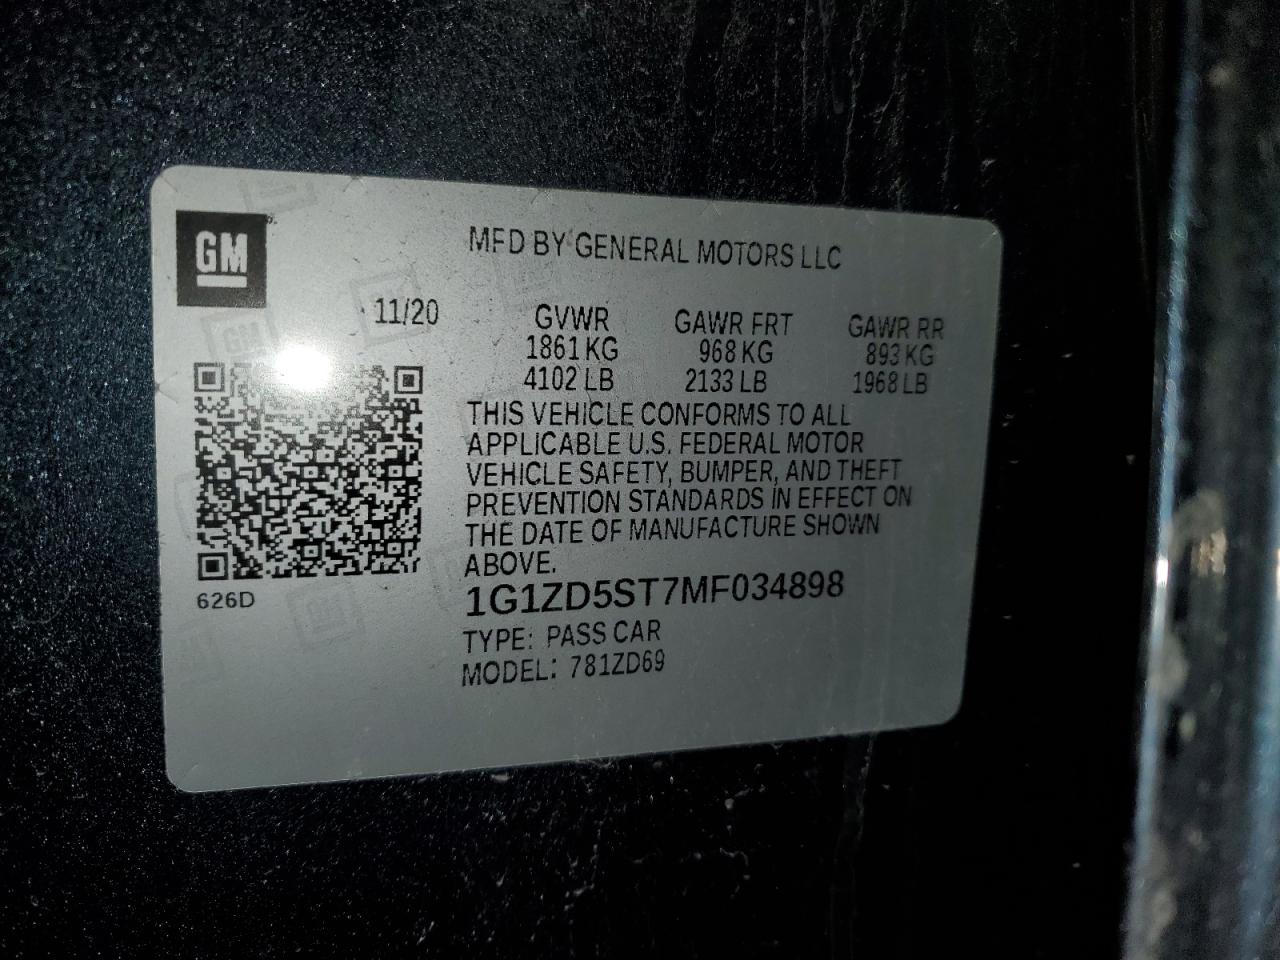 GM
MFD BY GENERAL MOTORS LLC
11/20
GVWR GAWR FRT GAWR RR
1861 KG 968 KG 893 KG
4102 LB 2133 LB 1968 LB
THIS VEHICLE CONFORMS TO ALL
APPLICABLE U.S. FEDERAL MOTOR
VEHICLE SAFETY, BUMPER, AND THEFT
PREVENTION STANDARDS IN EFFECT ON
THE DATE OF MANUFACTURE SHOWN
ABOVE.
626D
1G1ZD5ST7MF034898
TYPE: PASS CAR
MODEL: 781ZD69